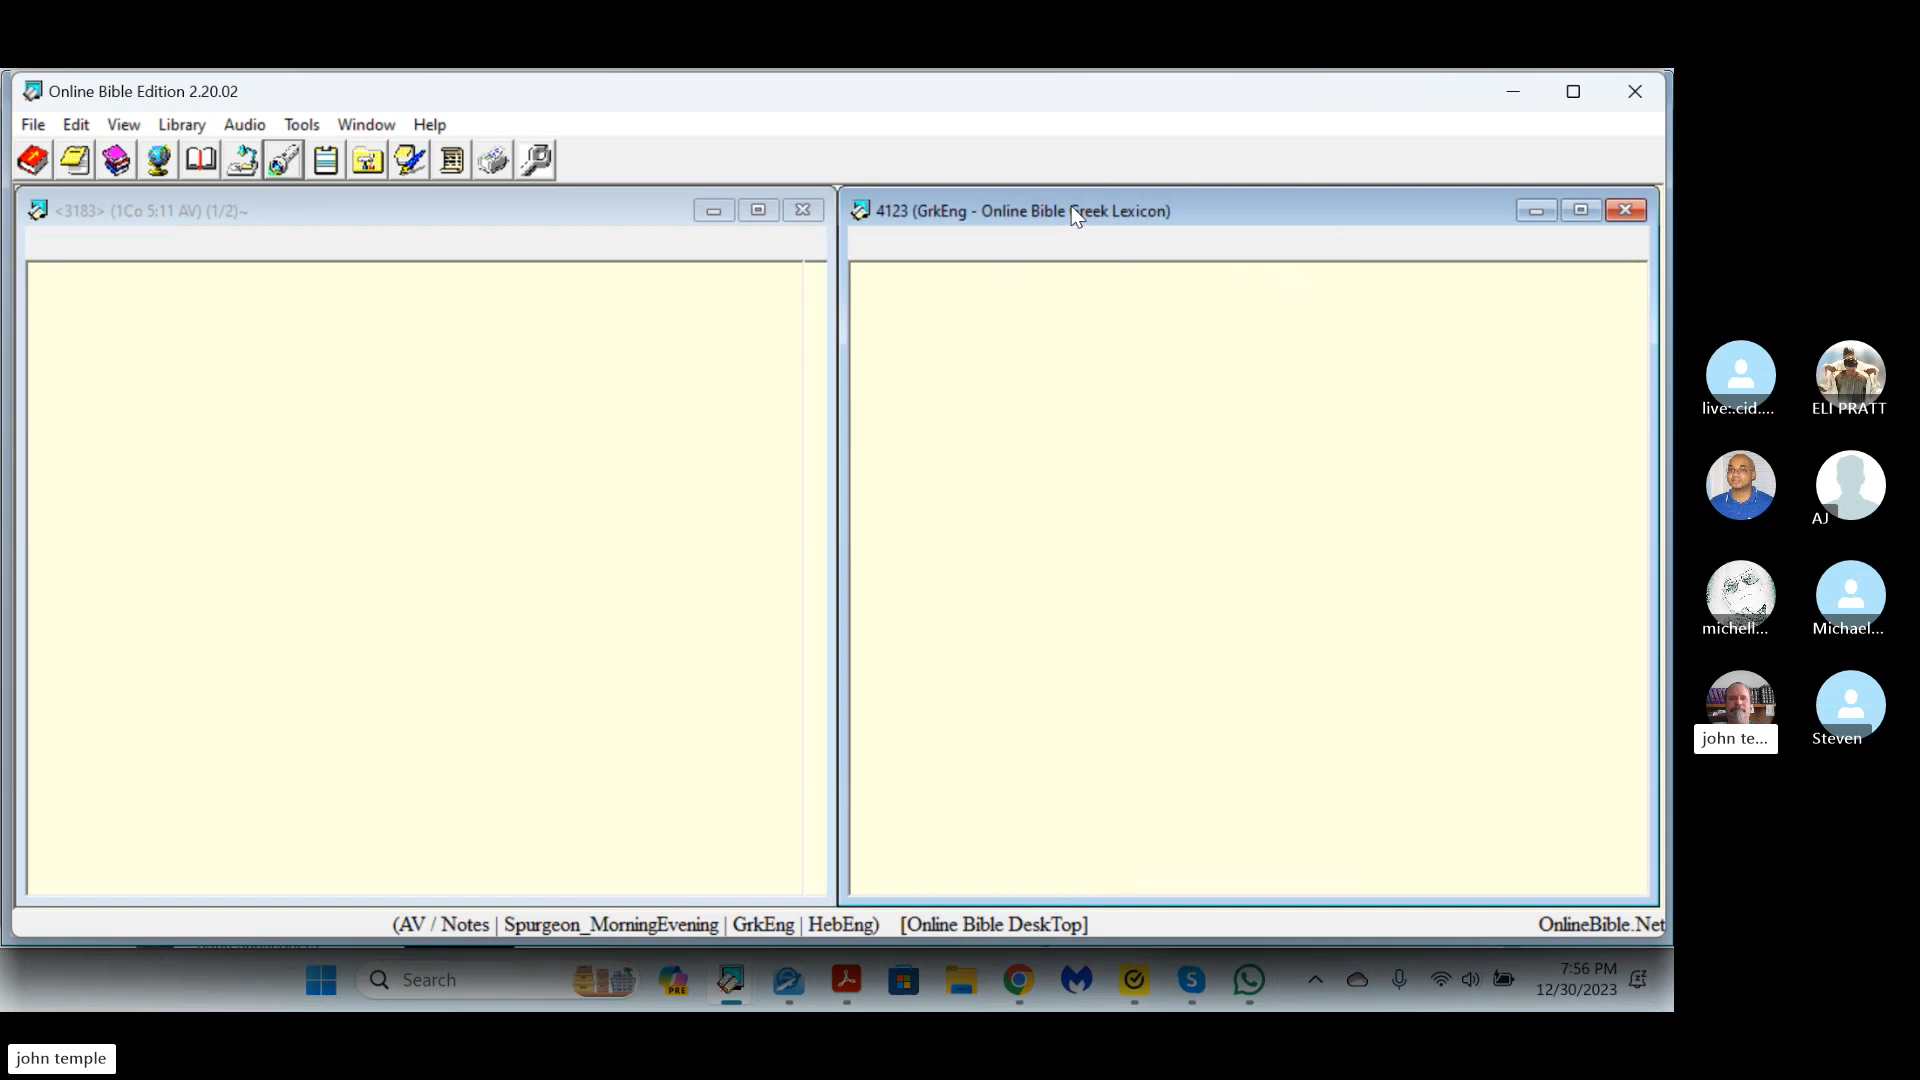 Online Bible Edition 2.20.02
File Edit View Library Audio Tools Window Help
<3183> (1Co 5:11 AV) (1/2)~
4123 (GrkEng - Online Bible Greek Lexicon)
(AV / Notes | Spurgeon_MorningEvening | GrkEng | HebEng) [Online Bible DeskTop]
OnlineBible.Net
Search
PRE
7:56 PM
12/30/2023
live:.cid....
ELI PRATT
AJ
michell...
Michael...
john te...
Steven
john temple